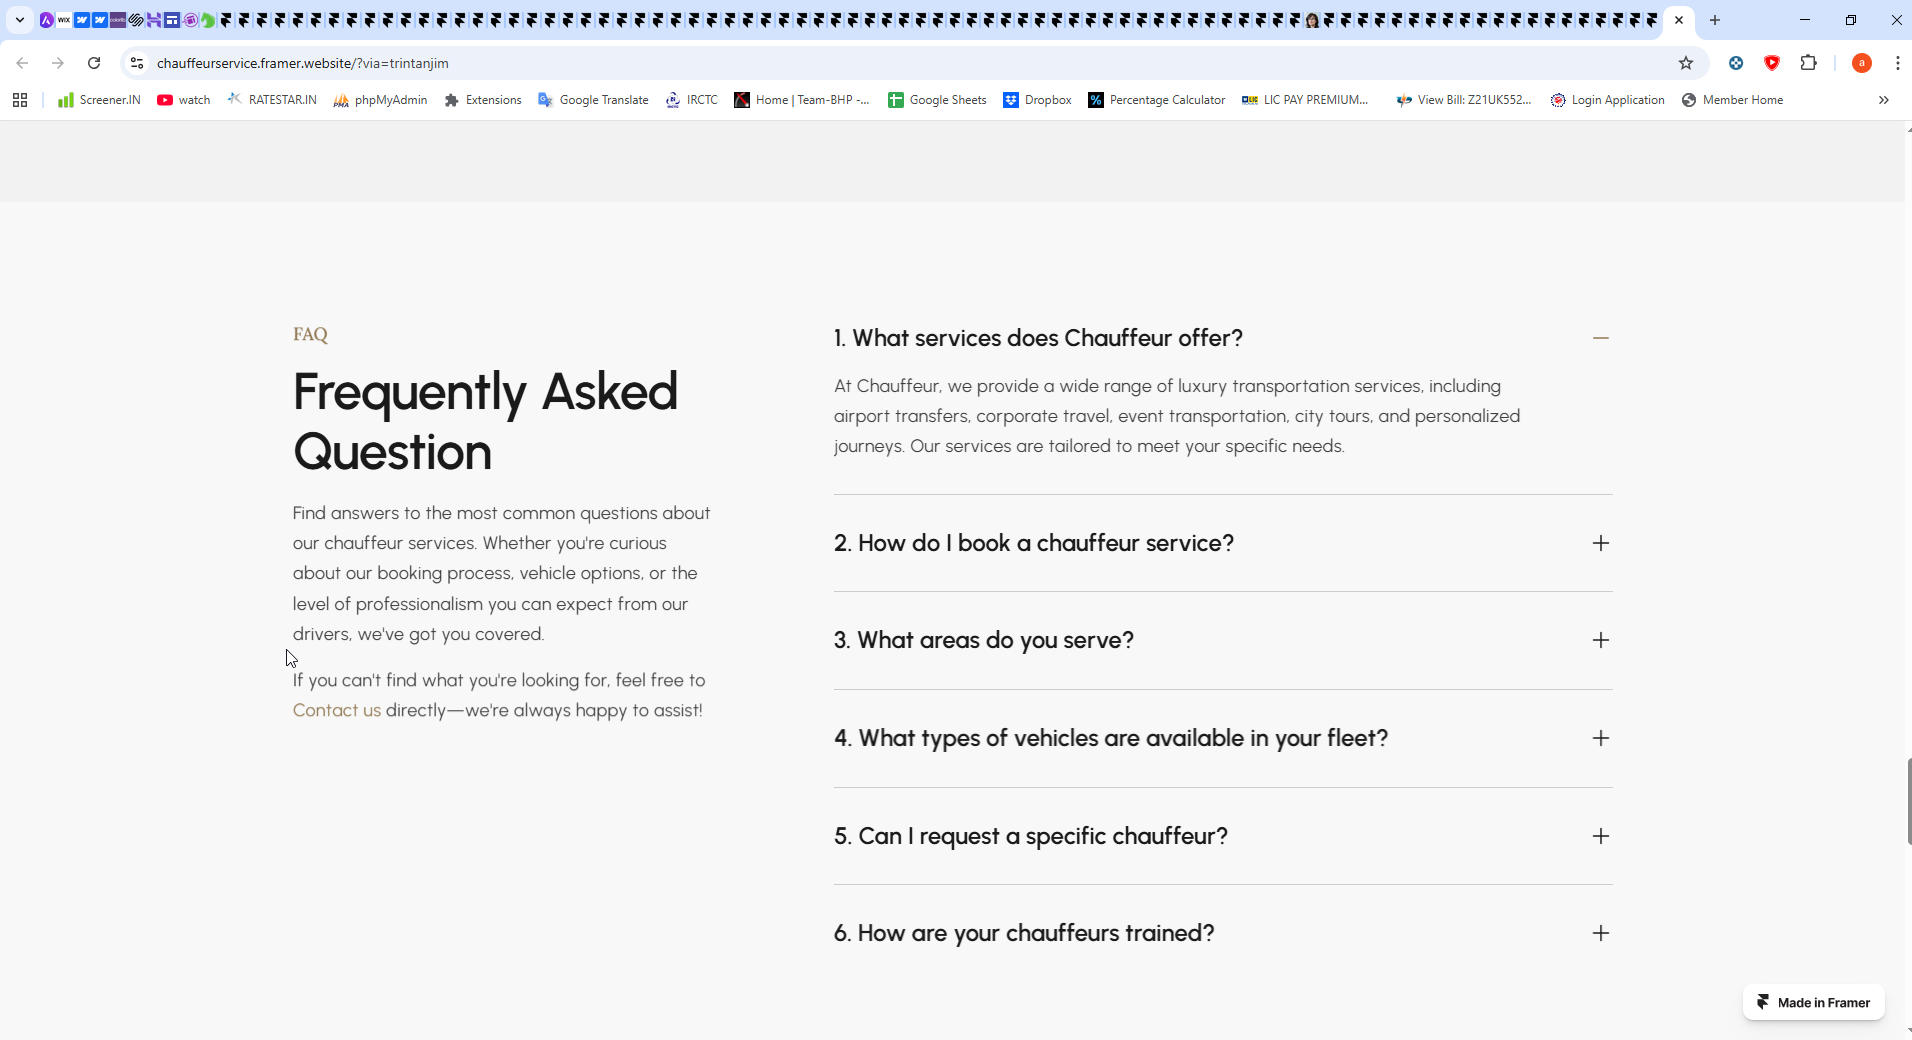 WIX
chauffeurservice.framer.website/?via=trintanjim
a
Screener.IN
watch
RATESTAR.IN
PMA
phpMyAdmin
Extensions
Google Translate
IRCTC
Home | Team-BHP -...
Google Sheets
Dropbox
%
Percentage Calculator
LIC
LIC PAY PREMIUM...
View Bill: Z21UK552...
Login Application
Member Home
FAQ
Frequently Asked
Question
Find answers to the most common questions about
our chauffeur services. Whether you're curious
about our booking process, vehicle options, or the
level of professionalism you can expect from our
drivers, we've got you covered.
If you can't find what you're looking for, feel free to
Contact us directly—we're always happy to assist!
1. What services does Chauffeur offer?
At Chauffeur, we provide a wide range of luxury transportation services, including
airport transfers, corporate travel, event transportation, city tours, and personalized
journeys. Our services are tailored to meet your specific needs.
2. How do I book a chauffeur service?
3. What areas do you serve?
4. What types of vehicles are available in your fleet?
5. Can I request a specific chauffeur?
6. How are your chauffeurs trained?
Made in Framer